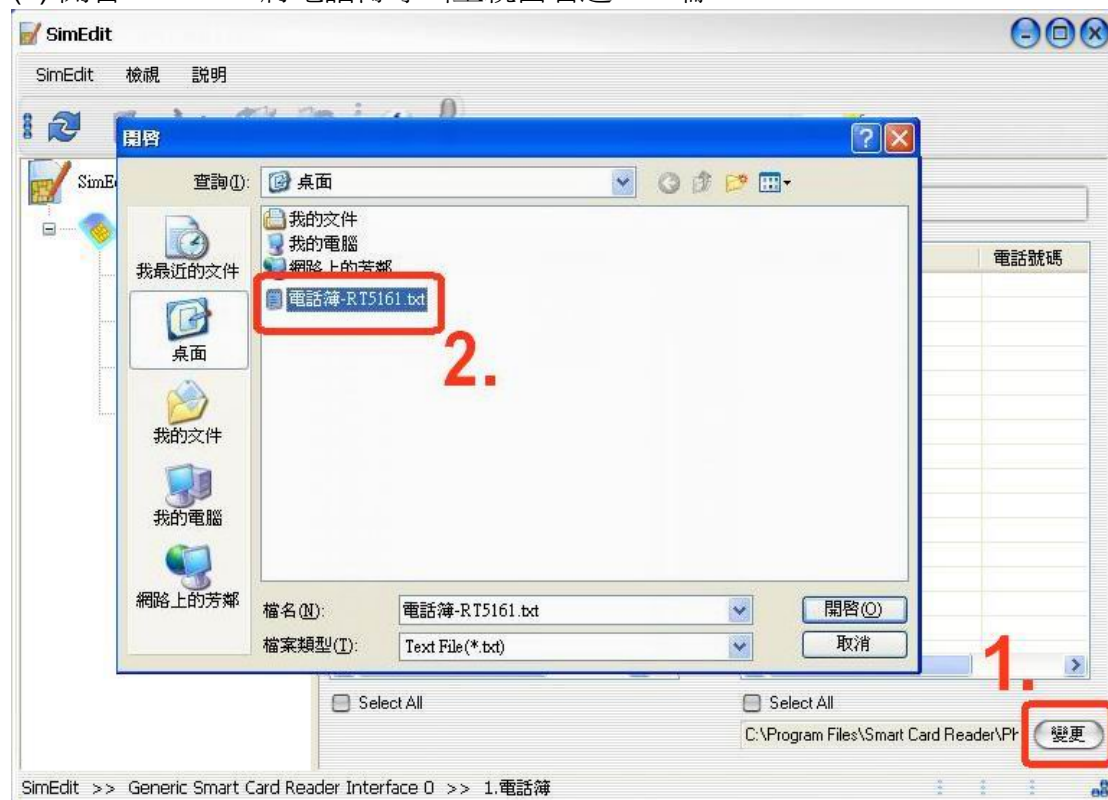 SimEdit
SimEdit 檢視 説明
開啓
SimE
查詢(I): 桌面
我的文件
我的電腦
網路上的芳鄰
電話簿-RT5161.txt
我最近的文件
桌面
我的文件
我的電腦
網路上的芳鄰
電話號碼
2.
檔名(N): 電話簿-RT5161.txt 開啓(O)
檔案類型(T): Text File(*.txt) 取消
1.
Select All Select All
C:\Program Files\Smart Card Reader\Ph 變更
SimEdit >> Generic Smart Card Reader Interface 0 >> 1.電話簿